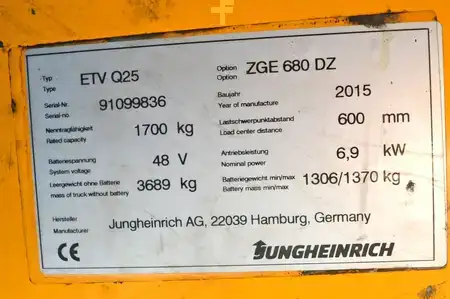 Typ ETV Q25 Option ZGE 680 DZ
Type Option
Serial-Nr. 91099836 Baujahr 2015
Serial-no. Year of manufacture
Nenntragfähigkeit 1700 kg Lastschwerpunktabstand 600 mm
Rated capacity Load center distance
Batteriespannung 48 V Antriebsleistung 6,9 kW
System voltage Nominal power
Leergewicht ohne Batterie 3689 kg Batteriegewicht min/max 1306/1370 kg
mass of truck without battery Battery mass min/max
Hersteller Jungheinrich AG, 22039 Hamburg, Germany
Manufacturer
CE JUNGHEINRICH